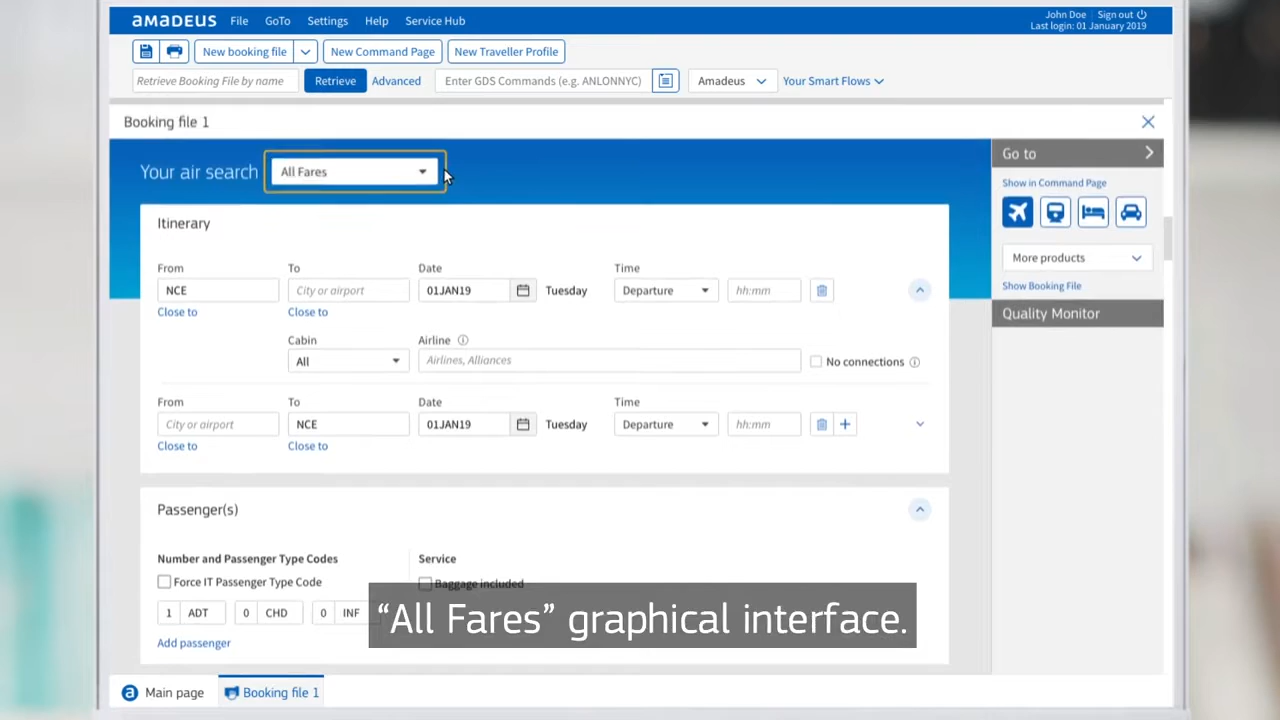 amadeus File GoTo Settings Help Service Hub
John Doe Sign out
Last login: 01 January 2019
New booking file New Command Page New Traveller Profile
Retrieve Booking File by name Retrieve Advanced Enter GDS Commands (e.g. ANLONNYC) Amadeus Your Smart Flows
Booking file 1
Your air search All Fares
Itinerary
From To Date Time
NCE City or airport 01JAN19 Tuesday Departure hh:mm
Close to Close to
Cabin Airline
All Airlines, Alliances No connections
From To Date Time
City or airport NCE 01JAN19 Tuesday Departure hh:mm
Close to Close to
Passenger(s)
Number and Passenger Type Codes Service
Force IT Passenger Type Code Baggage included
1 ADT 0 CHD 0 INF
Add passenger
Go to
Show in Command Page
More products
Show Booking File
Quality Monitor
“All Fares” graphical interface.
a Main page Booking file 1